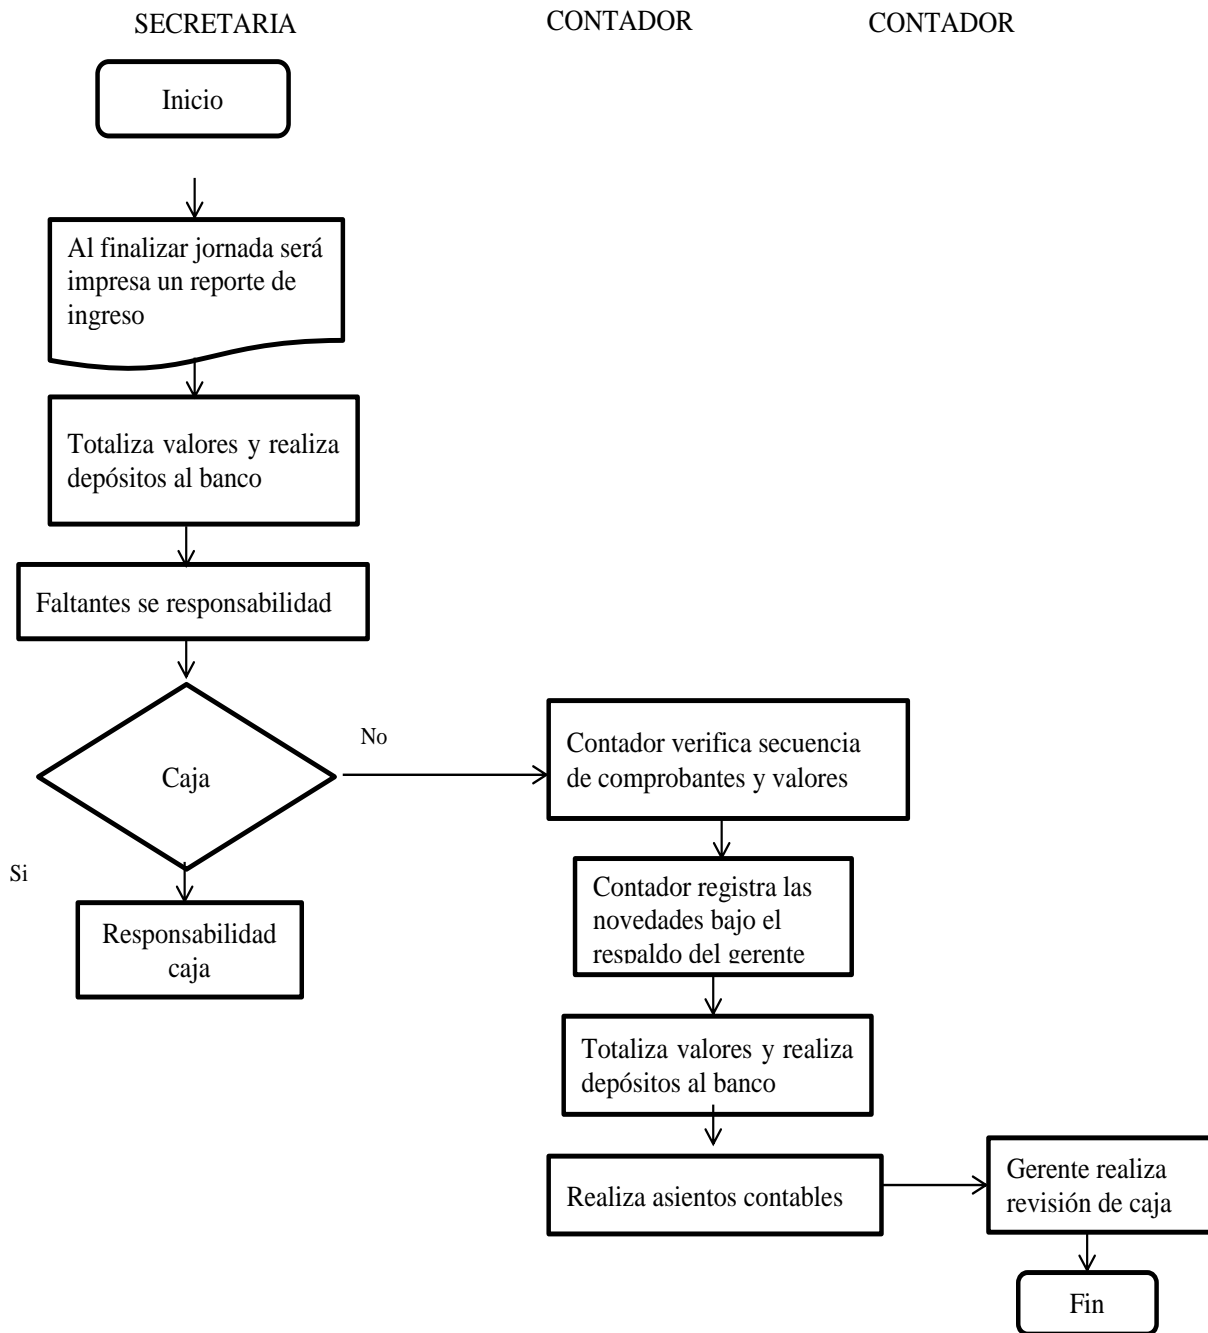 SECRETARIA
CONTADOR
CONTADOR
Inicio
Al finalizar jornada será
impresa un reporte de
ingreso
Totaliza valores y realiza
depósitos al banco
Faltantes se responsabilidad
Caja
No
Si
Responsabilidad
caja
Contador verifica secuencia
de comprobantes y valores
Contador registra las
novedades bajo el
respaldo del gerente
Totaliza valores y realiza
depósitos al banco
Realiza asientos contables
Gerente realiza
revisión de caja
Fin